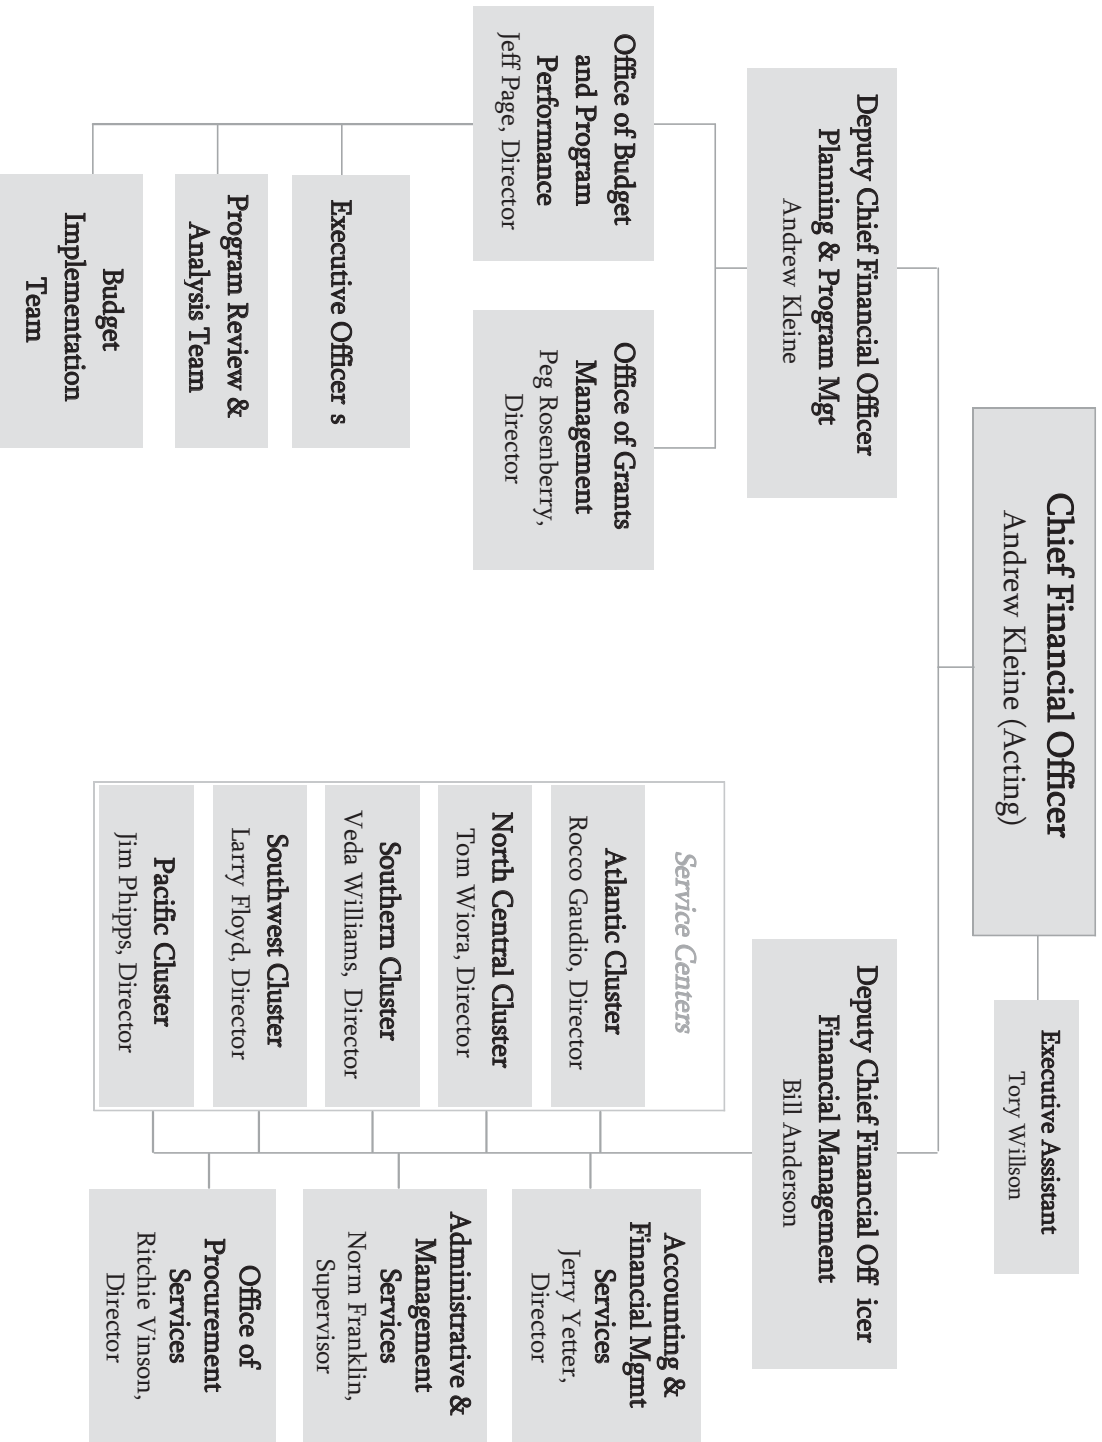 Chief Financial Officer
Andrew Kleine (Acting)
Executive Assistant
Tory Willson
Deputy Chief Financial Officer
Planning & Program Mgt
Andrew Kleine
Office of Budget
and Program
Performance
Jeff Page, Director
Office of Grants
Management
Peg Rosenberry,
Director
Executive Officer s
Program Review &
Analysis Team
Budget
Implementation
Team
Deputy Chief Financial Off icer
Financial Management
Bill Anderson
Service Centers
Atlantic Cluster
Rocco Gaudio, Director
North Central Cluster
Tom Wiora, Director
Southern Cluster
Veda Williams, Director
Southwest Cluster
Larry Floyd, Director
Pacific Cluster
Jim Phipps, Director
Accounting &
Financial Mgmt
Services
Jerry Yetter,
Director
Administrative &
Management
Services
Norm Franklin,
Supervisor
Office of
Procurement
Services
Ritchie Vinson,
Director